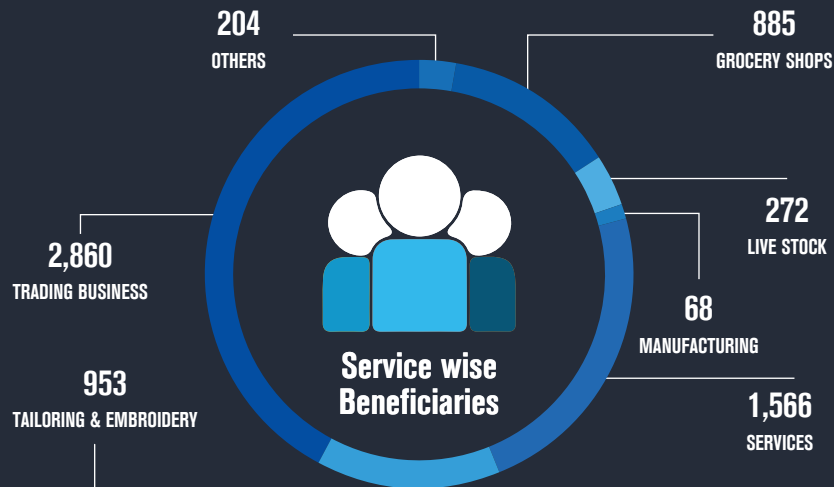 204
OTHERS
885
GROCERY SHOPS
272
LIVE STOCK
2,860
TRADING BUSINESS
68
MANUFACTURING
Service wise
Beneficiaries
953
TAILORING & EMBROIDERY
1,566
SERVICES